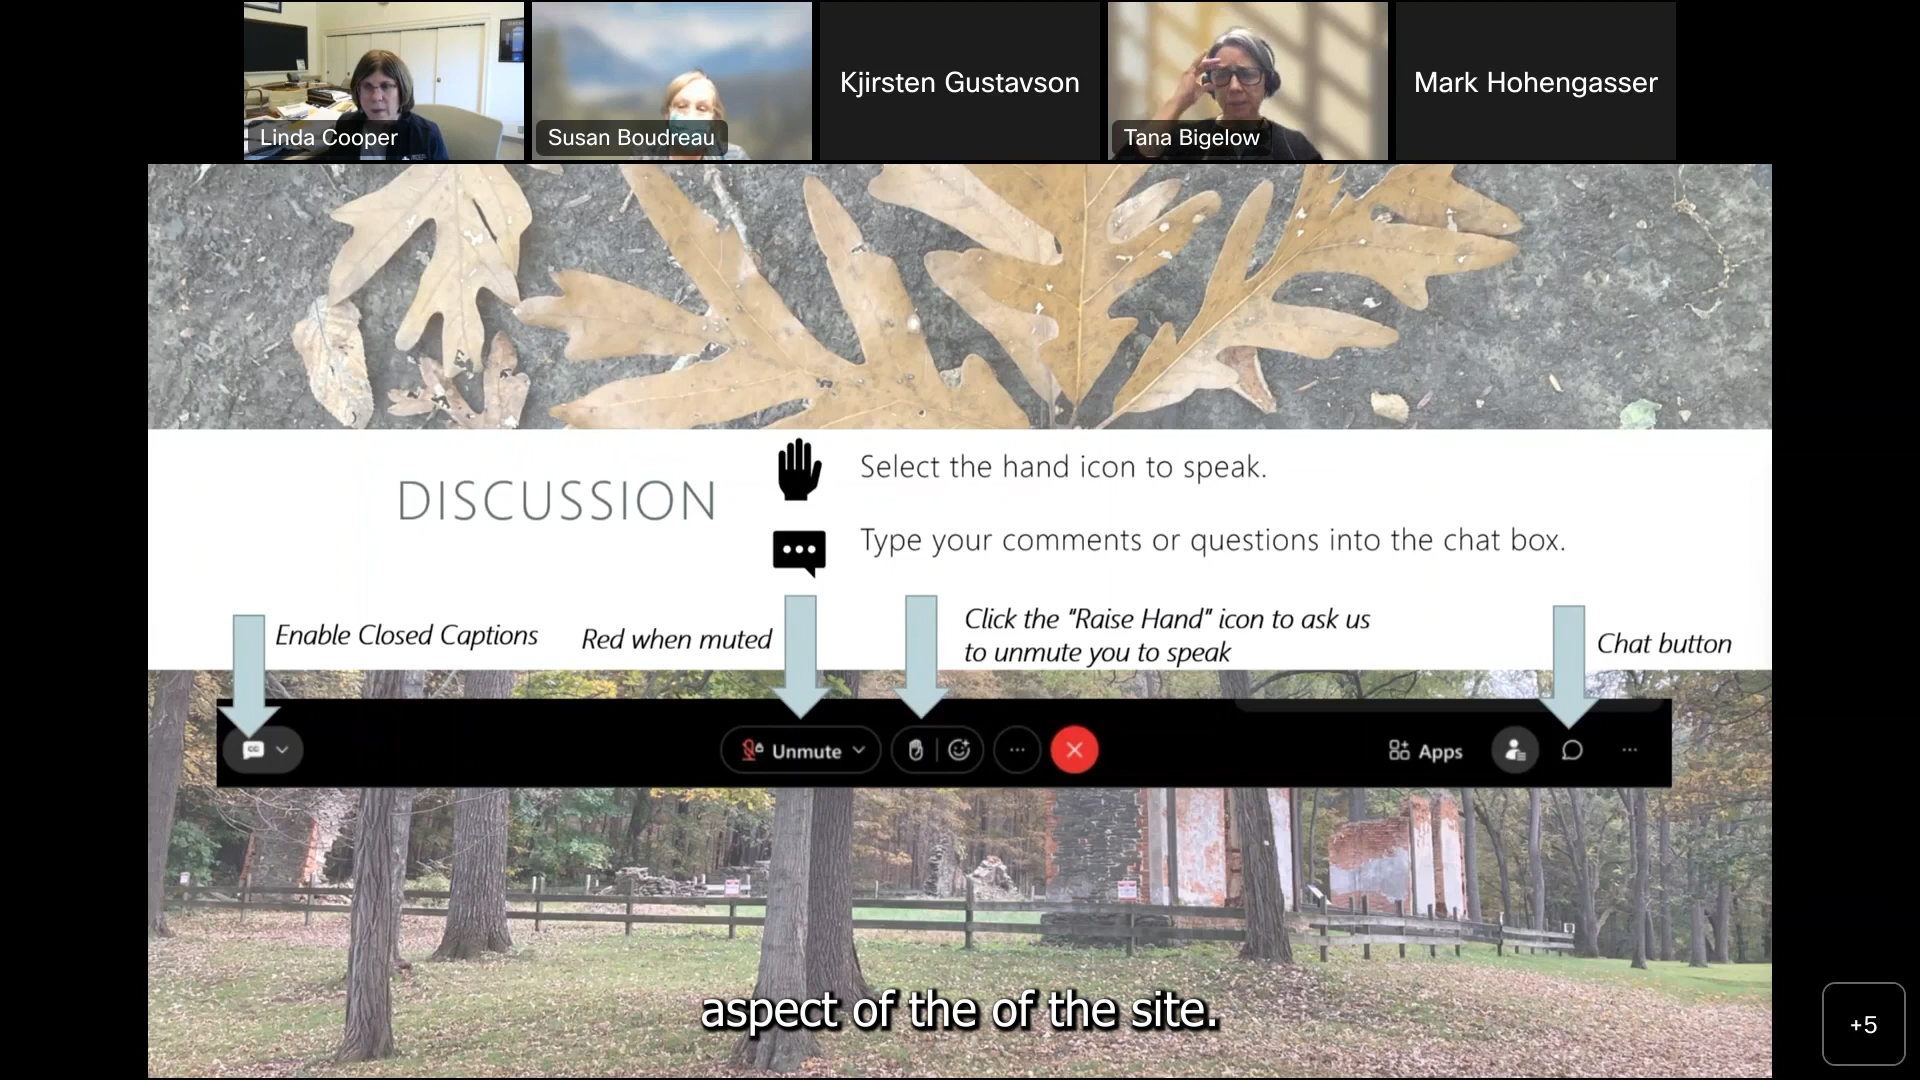 Linda Cooper
Susan Boudreau
Kjirsten Gustavson
Tana Bigelow
Mark Hohengasser
DISCUSSION
Select the hand icon to speak.
Type your comments or questions into the chat box.
Enable Closed Captions
Red when muted
Click the "Raise Hand" icon to ask us
to unmute you to speak
Chat button
CC
Unmute
Apps
aspect of the of the site.
+5